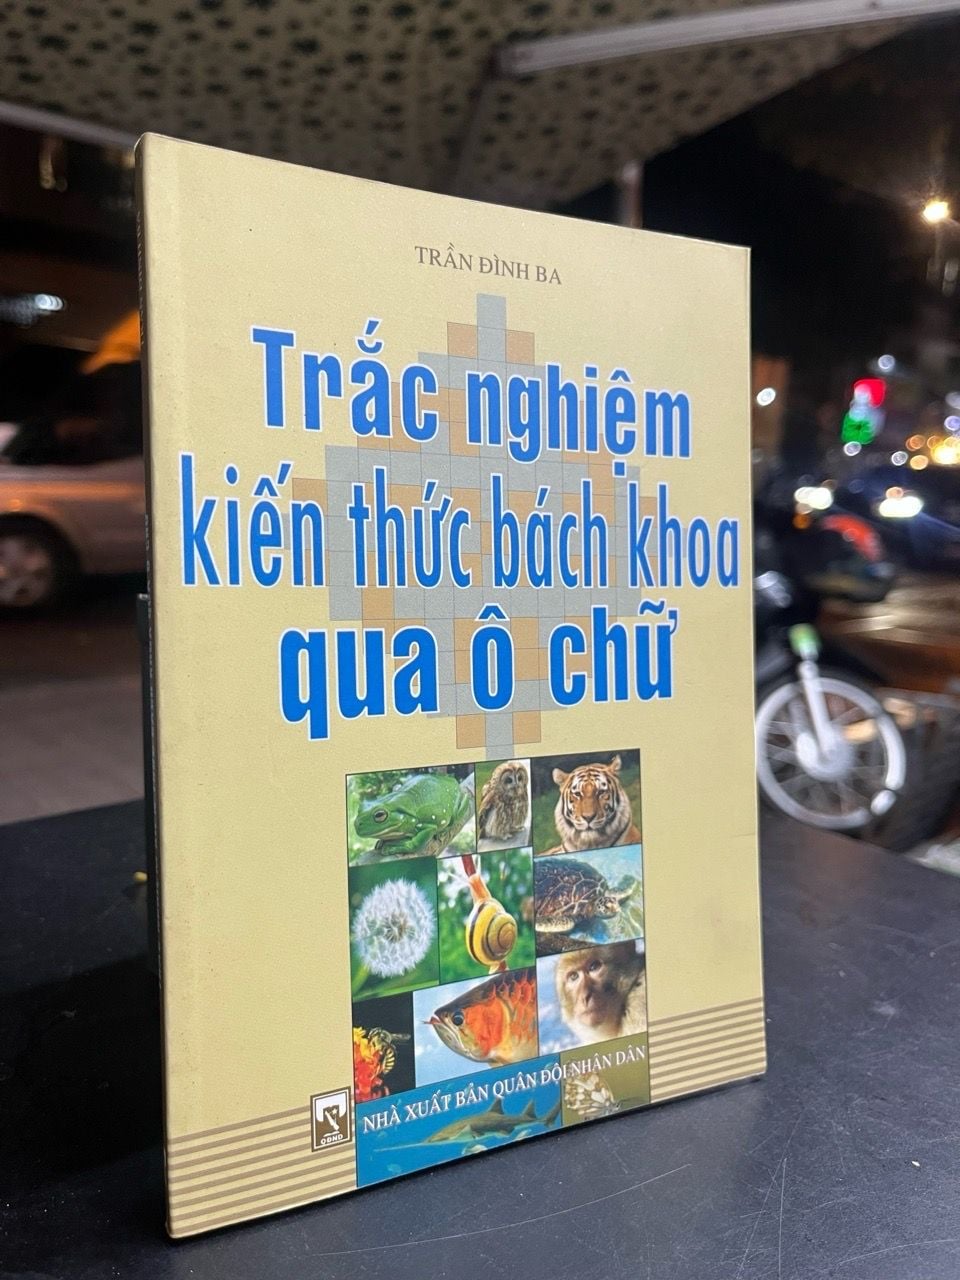 TRẦN ĐÌNH BA
Trắc nghiệm
kiến thức bách khoa
qua ô chữ
NHÀ XUẤT BẢN QUÂN ĐỘI NHÂN DÂN
QĐND